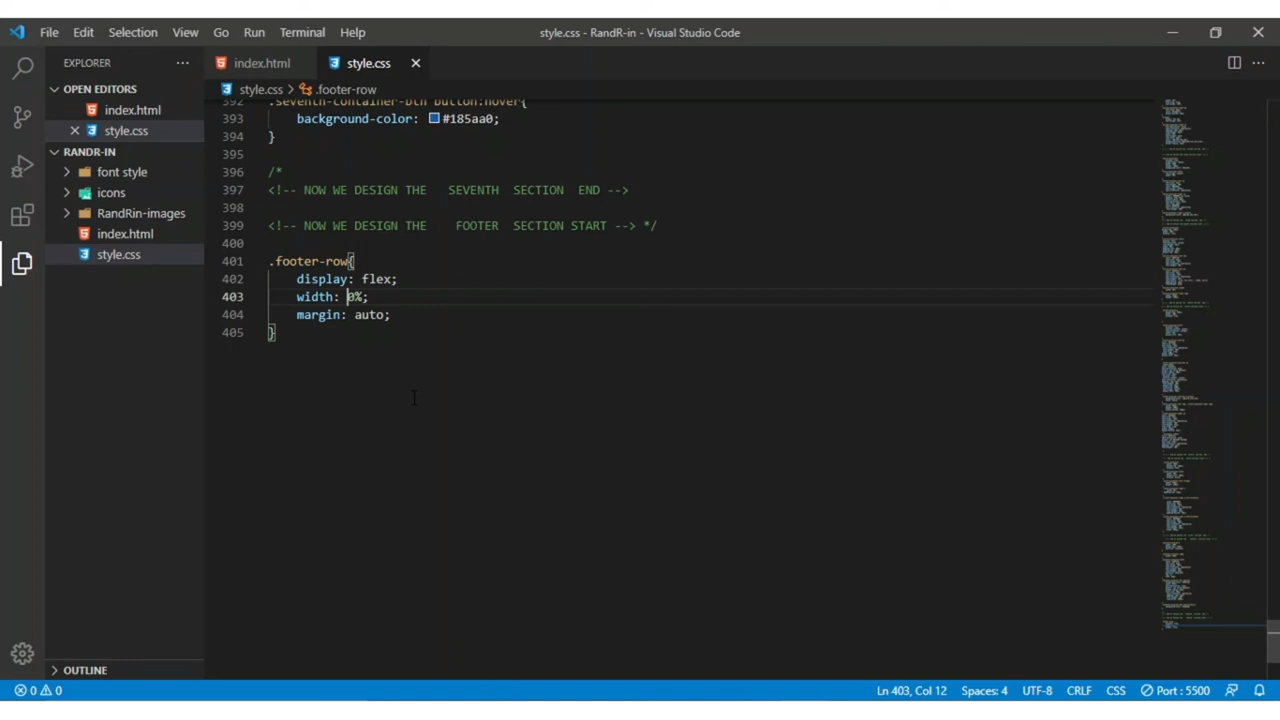 File Edit Selection View Go Run Terminal Help style.css - RandR-in - Visual Studio Code
EXPLORER
OPEN EDITORS
index.html
style.css
RANDR-IN
font style
icons
RandRin-images
index.html
style.css
OUTLINE
index.html style.css
style.css > .footer-row
392 .seventh-container-btn button:hover{
393 background-color: #185aa0;
394 }
395
396 /*
397 <!-- NOW WE DESIGN THE SEVENTH SECTION END -->
398
399 <!-- NOW WE DESIGN THE FOOTER SECTION START --> */
400
401 .footer-row{
402 display: flex;
403 width: 0%;
404 margin: auto;
405 }
0 0 Ln 403, Col 12 Spaces: 4 UTF-8 CRLF CSS Port : 5500